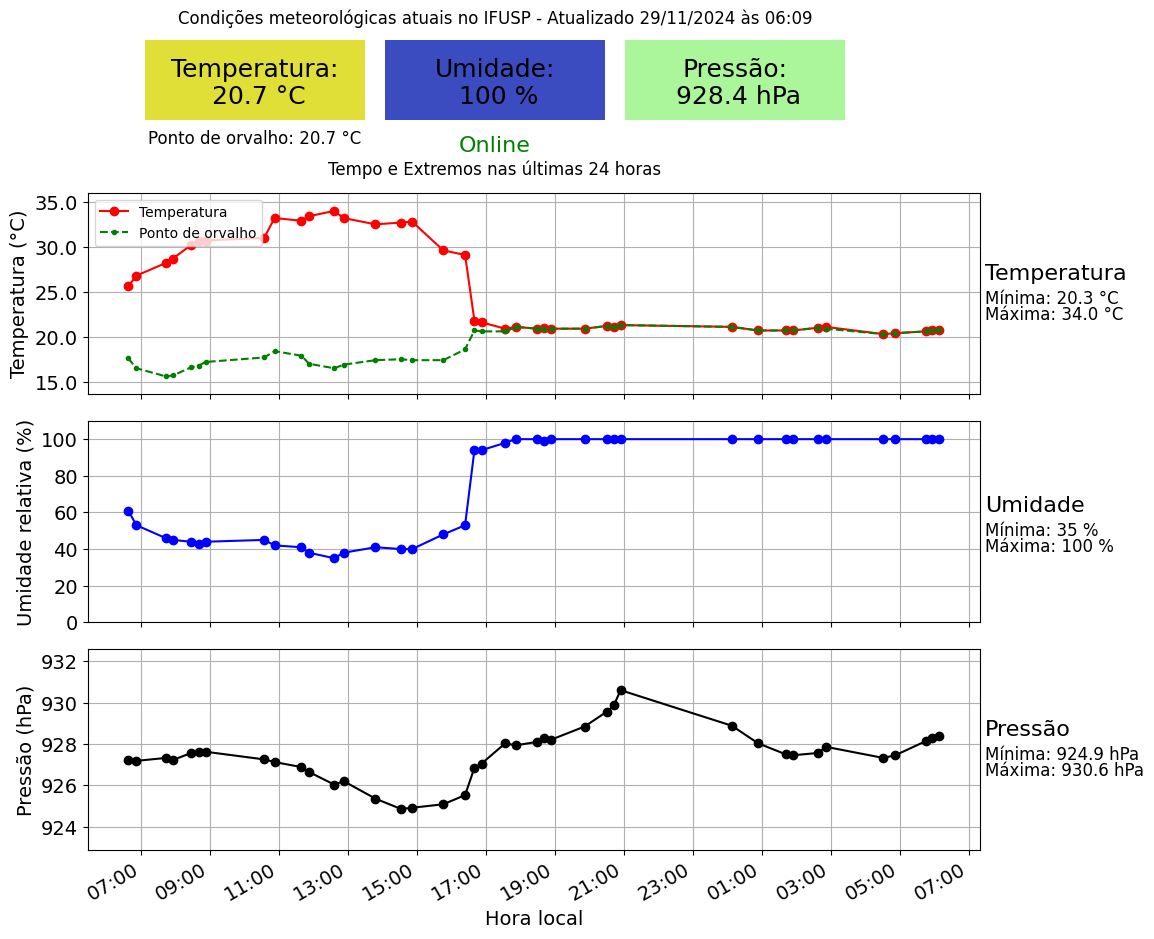 Condições meteorológicas atuais no IFUSP - Atualizado 29/11/2024 às 06:09
Temperatura:
20.7 °C
Umidade:
100 %
Pressão:
928.4 hPa
Ponto de orvalho: 20.7 °C
Online
Tempo e Extremos nas últimas 24 horas
Temperatura (°C)
35.0
30.0
25.0
20.0
15.0
Temperatura
Ponto de orvalho
Temperatura
Mínima: 20.3 °C
Máxima: 34.0 °C
Umidade relativa (%)
100
80
60
40
20
0
Umidade
Mínima: 35 %
Máxima: 100 %
Pressão (hPa)
932
930
928
926
924
Pressão
Mínima: 924.9 hPa
Máxima: 930.6 hPa
07:00 09:00 11:00 13:00 15:00 17:00 19:00 21:00 23:00 01:00 03:00 05:00 07:00
Hora local